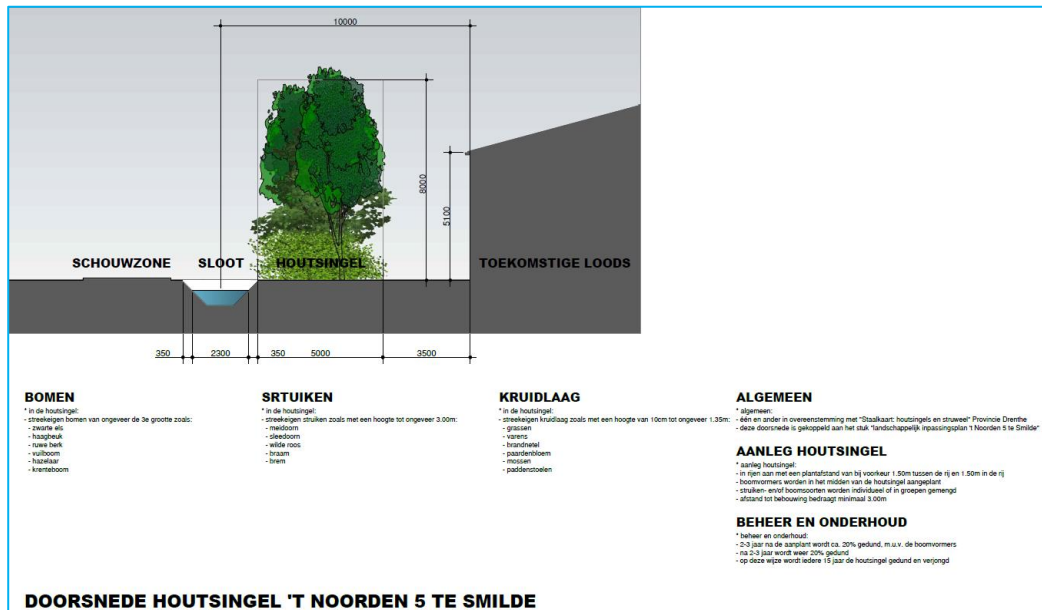 10000
8000
5100
SCHOUWZONE
SLOOT
HOUTSINGEL
TOEKOMSTIGE LOODS
350
2300
350
5000
3500
BOMEN
* in de houtsingel:
- streekeigen bomen van ongeveer de 3e grootte zoals:
- zwarte els
- haagbeuk
- ruwe berk
- vuilboom
- hazelaar
- krenteboom
SRTUIKEN
* in de houtsingel:
- streekeigen struiken zoals met een hoogte tot ongeveer 3.00m:
- meidoorn
- sleedoorn
- wilde roos
- braam
- brem
KRUIDLAAG
* in de houtsingel:
- streekeigen kruidlaag zoals met een hoogte van 10cm tot ongeveer 1.35m:
- grassen
- varens
- brandnetel
- paardenbloem
- mossen
- paddenstoelen
ALGEMEEN
* algemeen:
- één en ander in overeenstemming met "Staalkaart: houtsingels en struweel" Provincie Drenthe
- deze doorsnede is gekoppeld aan het stuk "landschappelijk inpassingsplan 't Noorden 5 te Smilde"
AANLEG HOUTSINGEL
* aanleg houtsingel:
- in rijen aan met een plantafstand van bij voorkeur 1.50m tussen de rij en 1.50m in de rij
- boomvormers worden in het midden van de houtsingel aangeplant
- struiken- en/of boomsoorten worden individueel of in groepen gemengd
- afstand tot behouwing bedraagt minimaal 3.00m
BEHEER EN ONDERHOUD
* beheer en onderhoud:
- 2-3 jaar na de aanplant wordt ca. 20% gedund, m.u.v. de boomvormers
- na 2-3 jaar wordt weer 20% gedund
- op deze wijze wordt iedere 15 jaar de houtsingel gedund en verjongd
DOORSNEDE HOUTSINGEL 'T NOORDEN 5 TE SMILDE